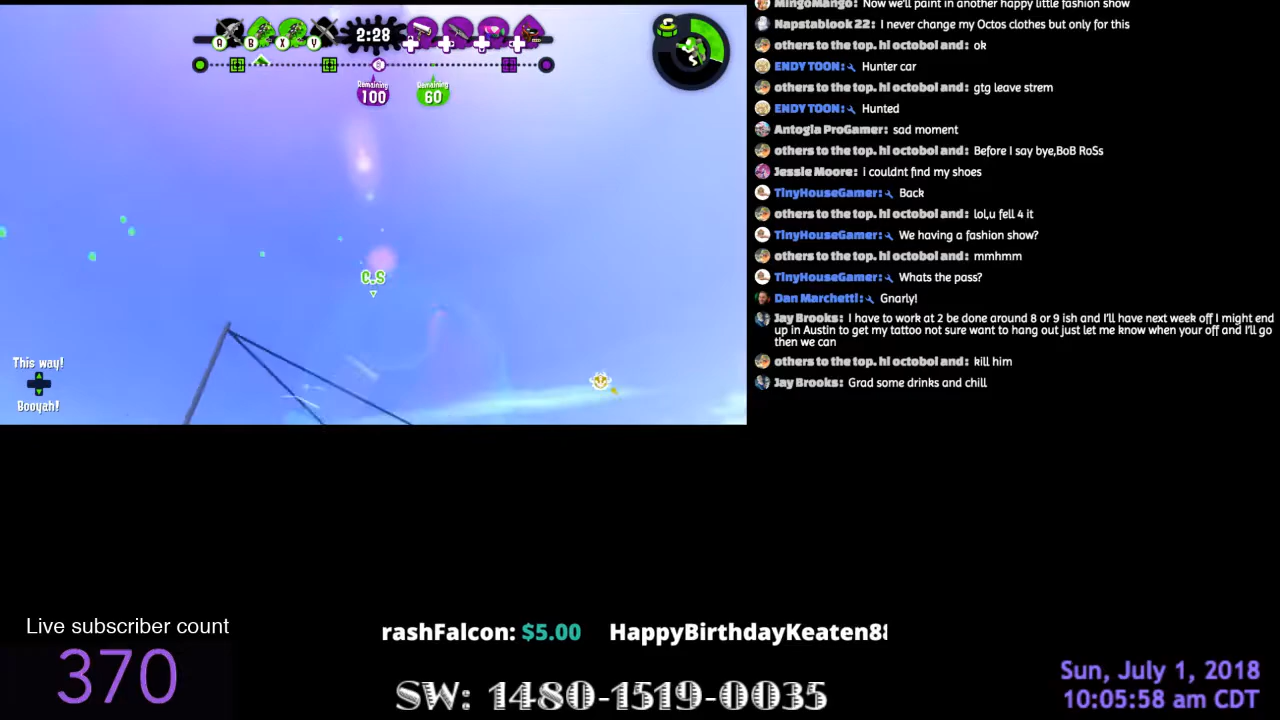 A B X Y
2:28
Remaining
100
Remaining
60
C.S
This way!
Booyah!
MingoMango: Now we'll paint in another happy little fashion show
Napstablook 22: I never change my Octos clothes but only for this
others to the top. hi octobol and: ok
ENDY TOON: Hunter car
others to the top. hi octobol and: gtg leave strem
ENDY TOON: Hunted
Antogla ProGamer: sad moment
others to the top. hi octobol and: Before I say bye,BoB RoSs
Jessie Moore: i couldnt find my shoes
TinyHouseGamer: Back
others to the top. hi octobol and: lol,u fell 4 it
TinyHouseGamer: We having a fashion show?
others to the top. hi octobol and: mmhmm
TinyHouseGamer: Whats the pass?
Dan Marchetti: Gnarly!
Jay Brooks: I have to work at 2 be done around 8 or 9 ish and I'll have next week off I might end
up in Austin to get my tattoo not sure want to hang out just let me know when your off and I'll go
then we can
others to the top. hi octobol and: kill him
Jay Brooks: Grad some drinks and chill
Live subscriber count
370
rashFalcon: $5.00 HappyBirthdayKeaten8
SW: 1480-1519-0035
Sun, July 1, 2018
10:05:58 am CDT